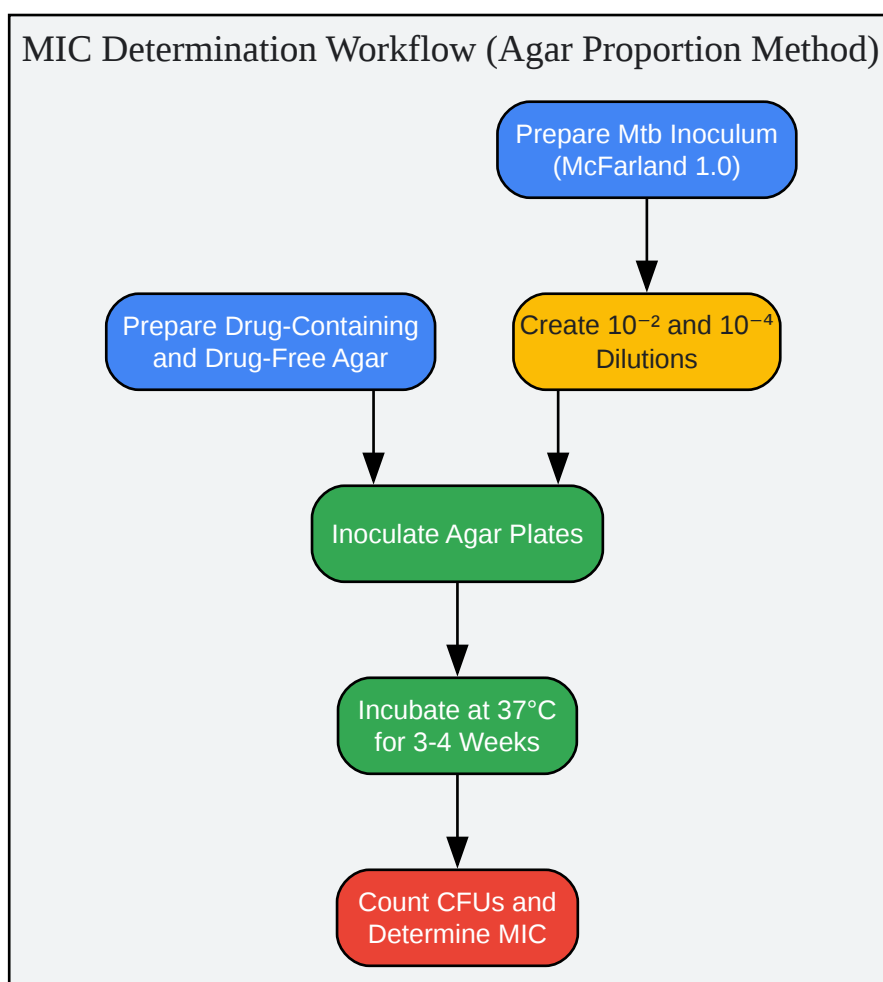 MIC Determination Workflow (Agar Proportion Method)
Prepare Mtb Inoculum
(McFarland 1.0)
Prepare Drug-Containing
and Drug-Free Agar
Create 10⁻² and 10⁻⁴
Dilutions
Inoculate Agar Plates
Incubate at 37°C
for 3-4 Weeks
Count CFUs and
Determine MIC